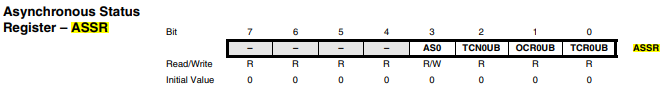 Asynchronous Status
Register – ASSR
Bit 7 6 5 4 3 2 1 0
– – – – AS0 TCN0UB OCR0UB TCR0UB ASSR
Read/Write R R R R R/W R R R
Initial Value 0 0 0 0 0 0 0 0